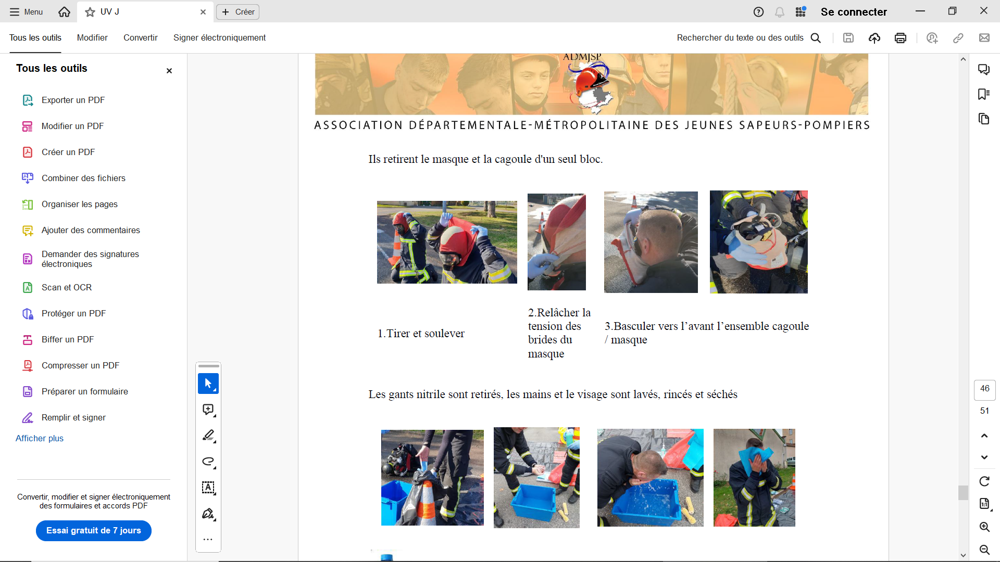 Menu
UV J
Créer
Se connecter
Tous les outils
Modifier
Convertir
Signer électroniquement
Rechercher du texte ou des outils
Tous les outils
Exporter un PDF
Modifier un PDF
Créer un PDF
Combiner des fichiers
Organiser les pages
Ajouter des commentaires
Demander des signatures
électroniques
Scan et OCR
Protéger un PDF
Biffer un PDF
Compresser un PDF
Préparer un formulaire
Remplir et signer
Afficher plus
Convertir, modifier et signer électroniquement
des formulaires et accords PDF
Essai gratuit de 7 jours
ADMJSP
ASSOCIATION DÉPARTEMENTALE-MÉTROPOLITAINE DES JEUNES SAPEURS-POMPIERS
Ils retirent le masque et la cagoule d'un seul bloc.
1.Tirer et soulever
2.Relâcher la
tension des
brides du
masque
3.Basculer vers l’avant l’ensemble cagoule
/ masque
Les gants nitrile sont retirés, les mains et le visage sont lavés, rincés et séchés
46
51